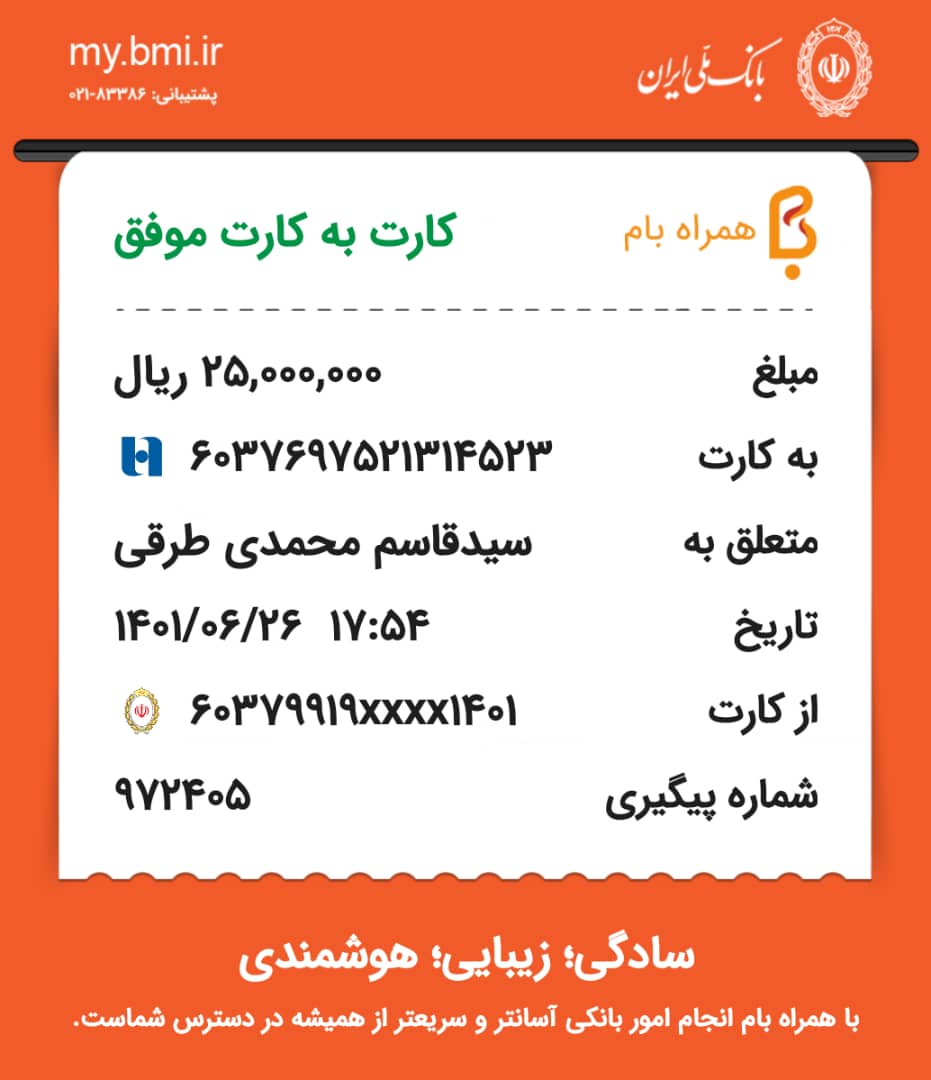 بانک ملّی ایران
my.bmi.ir
پشتیبانی: ۸۳۳۸۶-۰۲۱
همراه بام
کارت به کارت موفق
مبلغ ۲۵,۰۰۰,۰۰۰ ریال
به کارت ۶۰۳۷۶۹۷۵۲۱۳۱۴۵۲۳
متعلق به سیدقاسم محمدی طرقی
تاریخ ۱۴۰۱/۰۶/۲۶ ۱۷:۵۴
از کارت ۶۰۳۷۹۹۱۹xxxx۱۴۰۱
شماره پیگیری ۹۷۲۴۰۵
سادگی؛ زیبایی؛ هوشمندی
با همراه بام انجام امور بانکی آسانتر و سریعتر از همیشه در دسترس شماست.